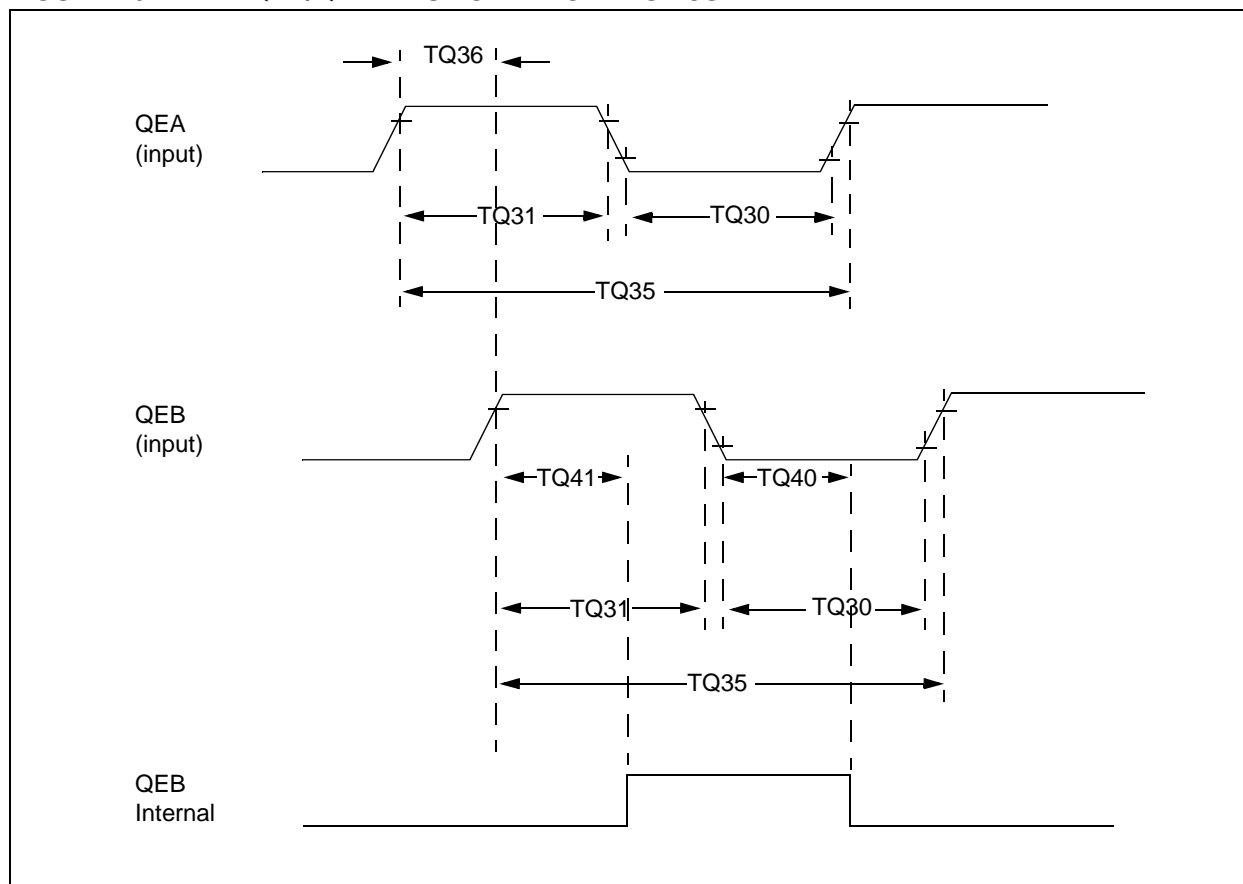 TQ36
QEA
(input)
TQ31
TQ30
TQ35
QEB
(input)
TQ41
TQ40
TQ31
TQ30
TQ35
QEB
Internal